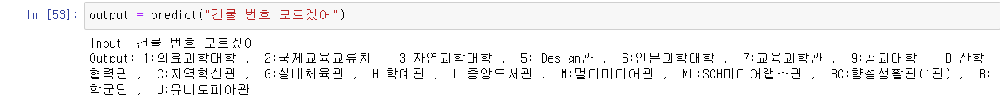 In [53]: output = predict("건물 번호 모르겠어")
Input: 건물 번호 모르겠어
Output: 1:의료과학대학 , 2:국제교육교류처 , 3:자연과학대학 , 5:IDesign관 , 6:인문과학대학 , 7:교육과학관 , 9:공과대학 , B:산학
협력관 , C:지역혁신관 , G:실내체육관 , H:학예관 , L:중앙도서관 , M:멀티미디어관 , ML:SCH미디어랩스관 , RC:향설생활관(1관) , R:
학군단 , U:유니토피아관